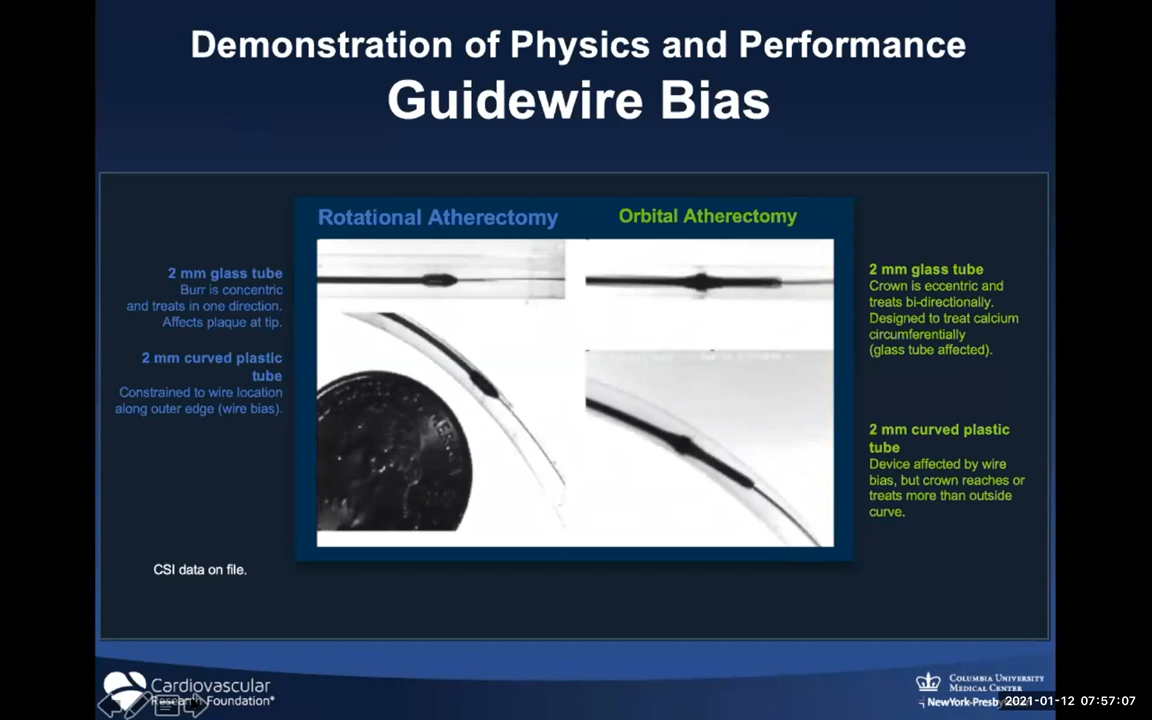 Demonstration of Physics and Performance
Guidewire Bias
Rotational Atherectomy
Orbital Atherectomy
2 mm glass tube
Burr is concentric
and treats in one direction.
Affects plaque at tip.
2 mm curved plastic
tube
Constrained to wire location
along outer edge (wire bias).
2 mm glass tube
Crown is eccentric and
treats bi-directionally.
Designed to treat calcium
circumferentially
(glass tube affected).
2 mm curved plastic
tube
Device affected by wire
bias, but crown reaches or
treats more than outside
curve.
CSI data on file.
Cardiovascular
Foundation®
COLUMBIA UNIVERSITY
MEDICAL CENTER
2021-01-12 07:57:07